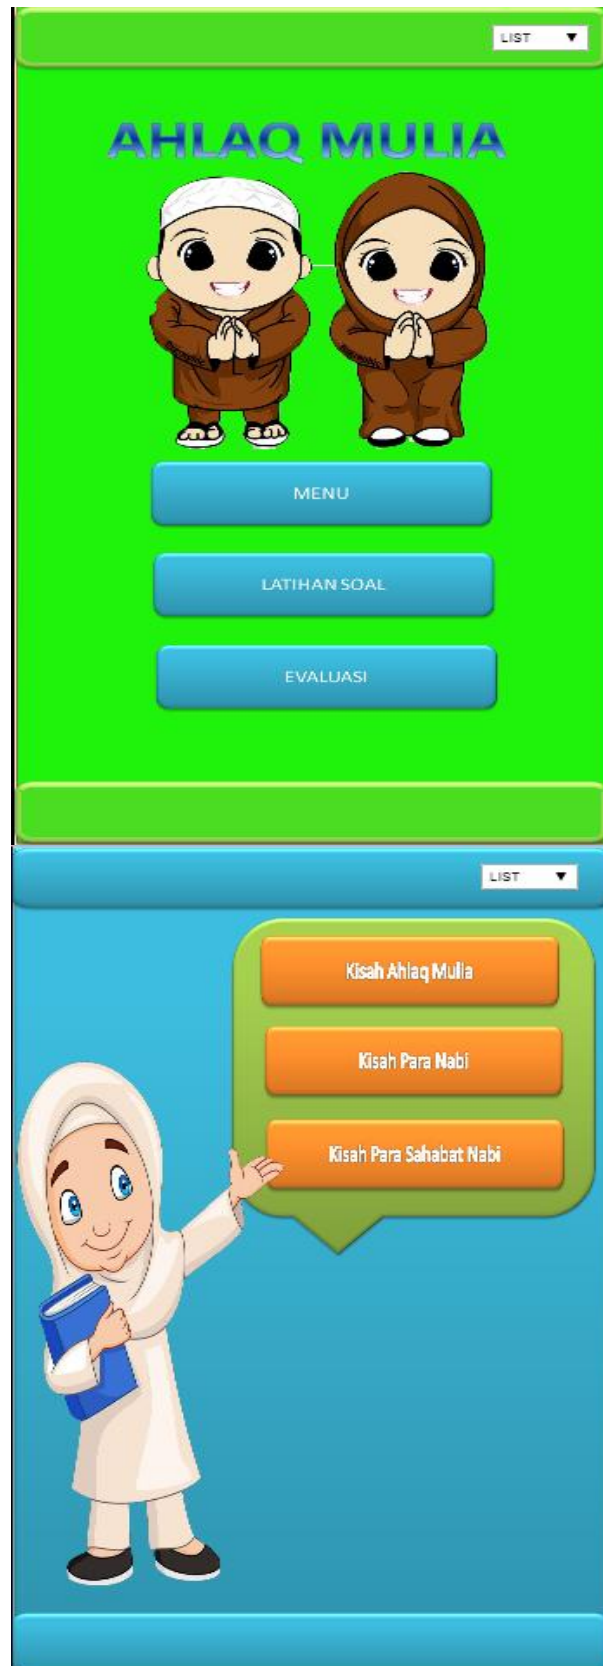 LIST
AHLAQ MULIA
MENU
LATIHAN SOAL
EVALUASI
LIST
Kisah Ahlaq Mulia
Kisah Para Nabi
Kisah Para Sahabat Nabi